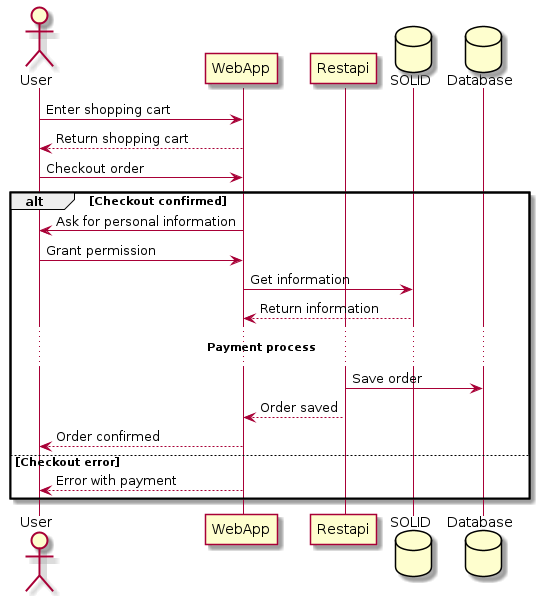 User
WebApp
Restapi
SOLID
Database
Enter shopping cart
Return shopping cart
Checkout order
alt [Checkout confirmed]
Ask for personal information
Grant permission
Get information
Return information
Payment process
Save order
Order saved
Order confirmed
[Checkout error]
Error with payment
User
WebApp
Restapi
SOLID
Database